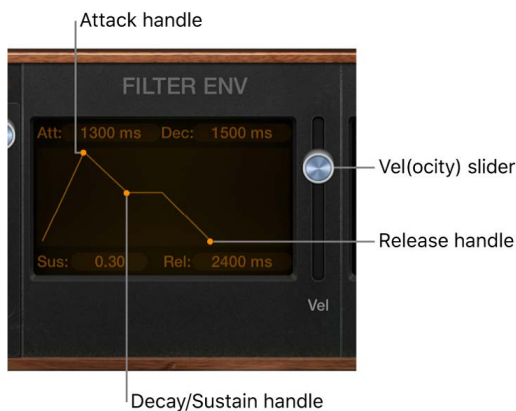 Attack handle
FILTER ENV
Att: 1300 ms Dec: 1500 ms
Vel(ocity) slider
Release handle
Sus: 0.30 Rel: 2400 ms
Vel
Decay/Sustain handle